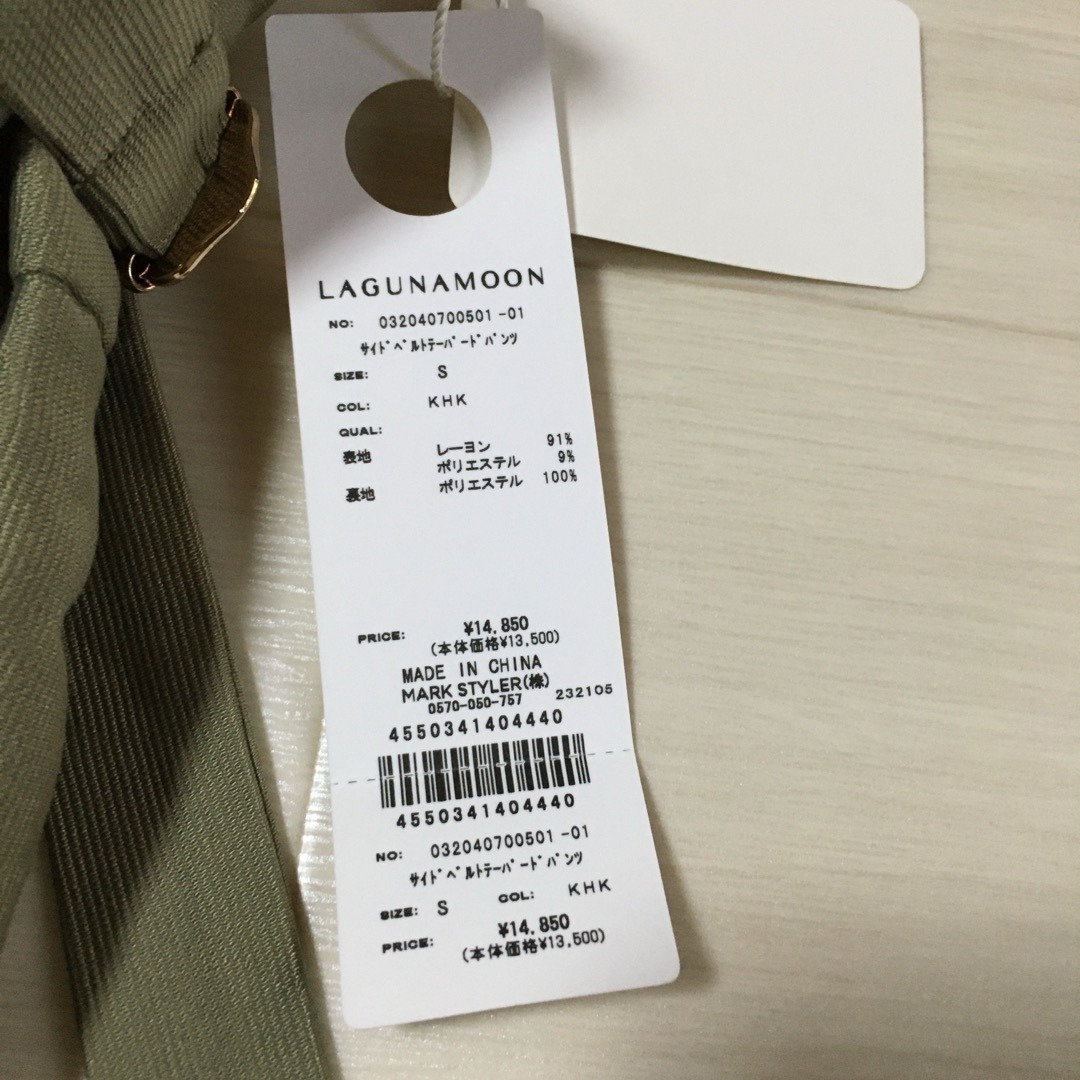 LAGUNAMOON
NO: 032040700501 -01
ｻｲﾄﾞﾍﾞﾙﾄﾃｰﾊﾟｰﾄﾞﾊﾟﾝﾂ
SIZE: S
COL: KHK
QUAL:
表地 レーヨン 91%
ポリエステル 9%
裏地 ポリエステル 100%
PRICE: ¥14,850
(本体価格¥13,500)
MADE IN CHINA
MARK STYLER(株)
0570-050-757 232105
4550341404440
4550341404440
NO: 032040700501 -01
ｻｲﾄﾞﾍﾞﾙﾄﾃｰﾊﾟｰﾄﾞﾊﾟﾝﾂ
SIZE: S COL: KHK
PRICE: ¥14,850
(本体価格¥13,500)